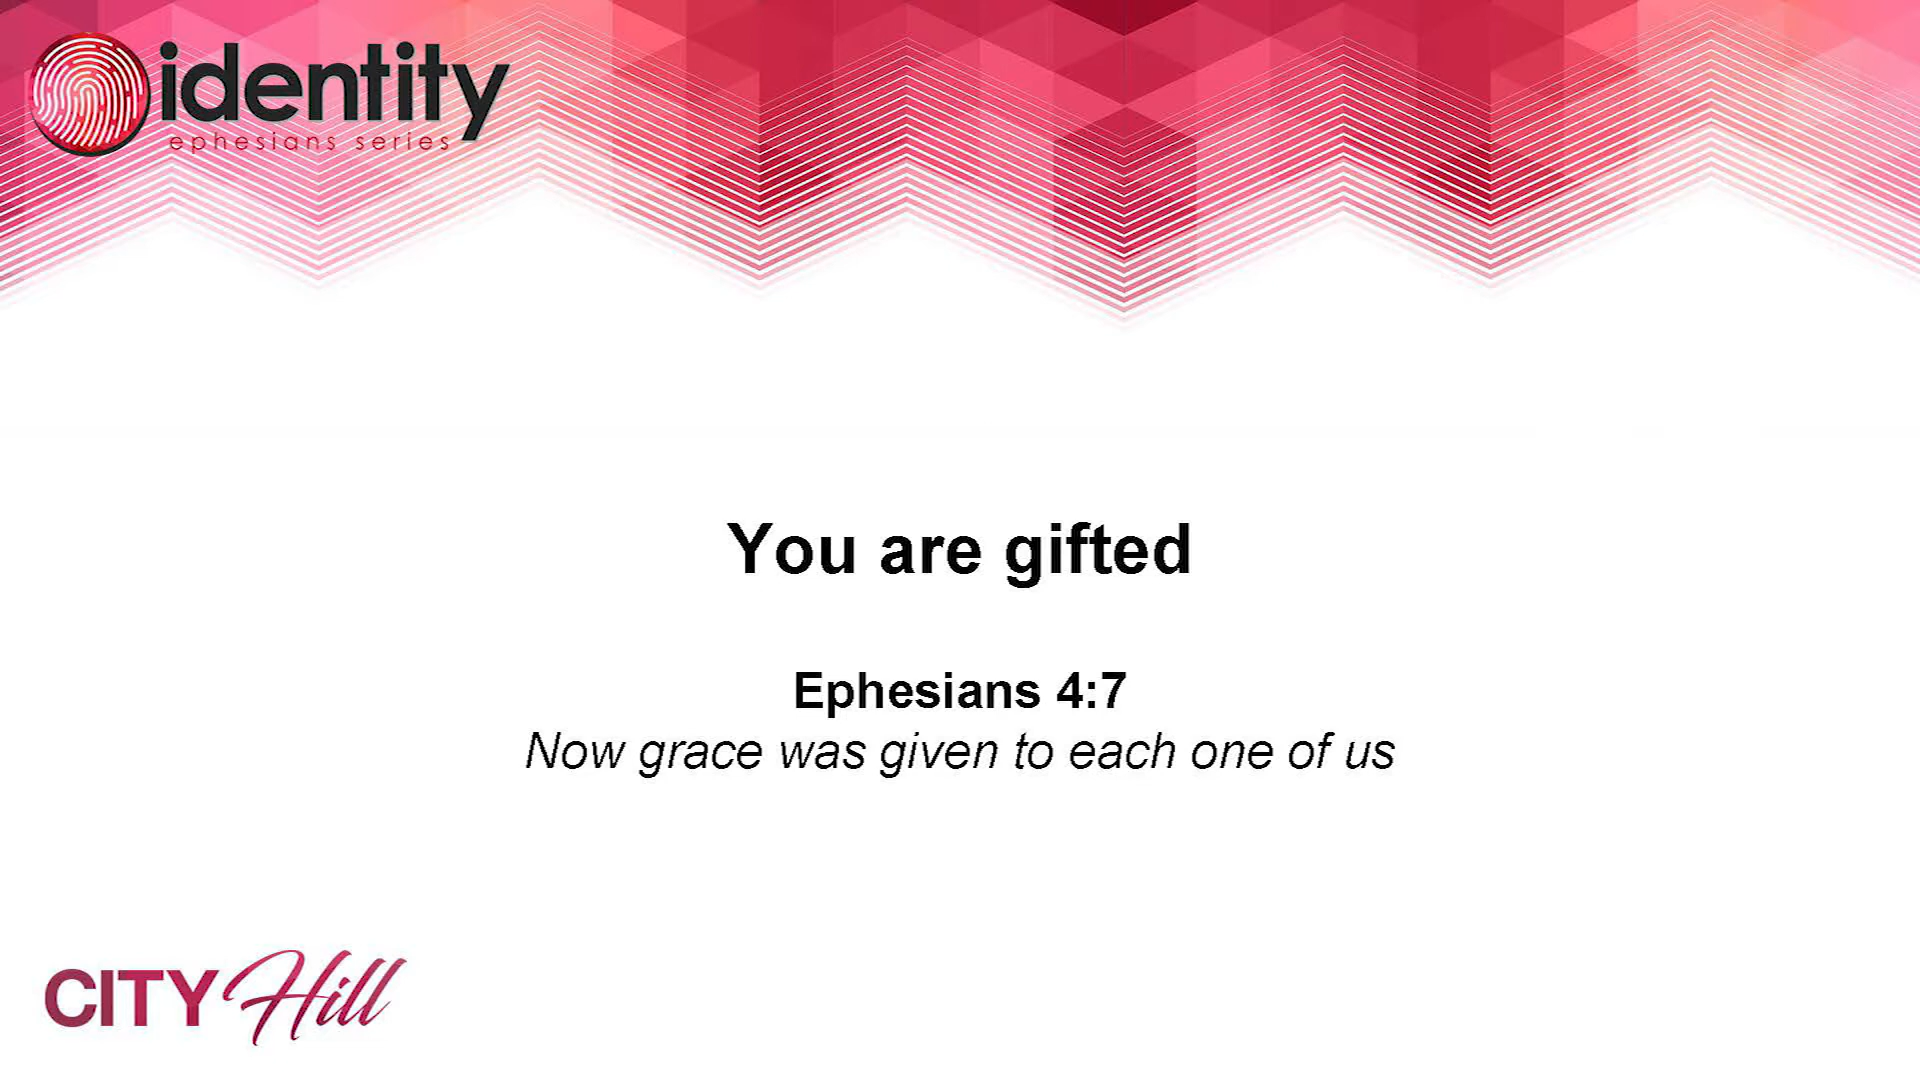 identity
ephesians series
You are gifted
Ephesians 4:7
Now grace was given to each one of us
CITY Hill